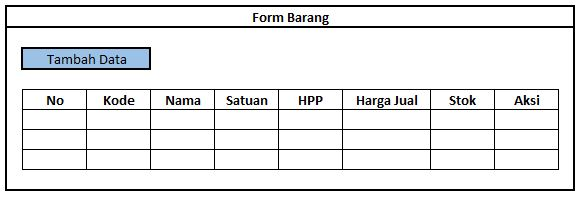 Form Barang
Tambah Data
No Kode Nama Satuan HPP Harga Jual Stok Aksi